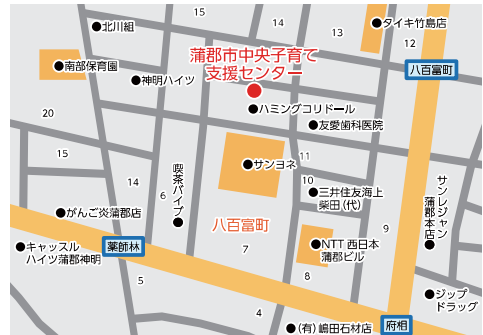 15
14
13
タイキ竹島店
北川組
12
蒲郡市中央子育て
支援センター
南部保育園
神明ハイツ
八百富町
ハミングコリドール
20
友愛歯科医院
15
サンヨネ
11
14
喫茶パイプ
6
10
三井住友海上
柴田(代)
サンレジャン
蒲郡本店
がんご炎蒲郡店
八百富町
9
キャッスル
ハイツ蒲郡神明
薬師林
7
NTT 西日本
蒲郡ビル
5
8
ジップ
ドラッグ
4
(有)嶋田石材店
府相